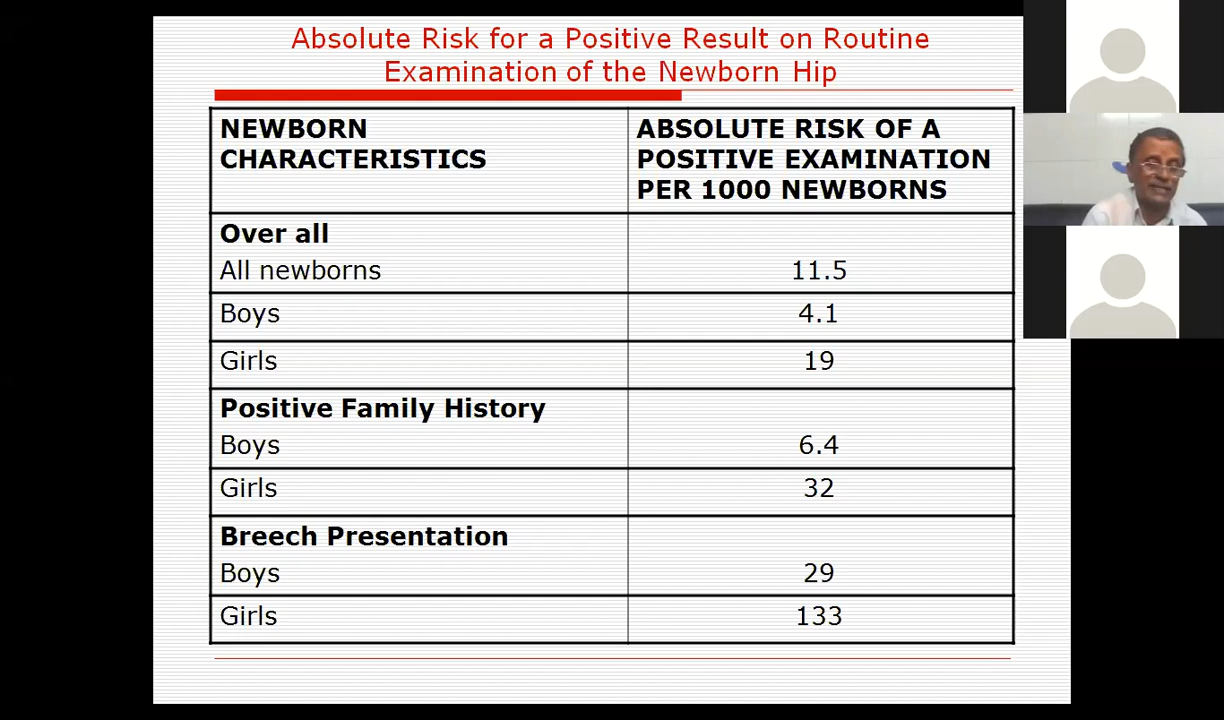 Absolute Risk for a Positive Result on Routine
Examination of the Newborn Hip
NEWBORN
CHARACTERISTICS
ABSOLUTE RISK OF A
POSITIVE EXAMINATION
PER 1000 NEWBORNS
Over all
All newborns 11.5
Boys 4.1
Girls 19
Positive Family History
Boys 6.4
Girls 32
Breech Presentation
Boys 29
Girls 133